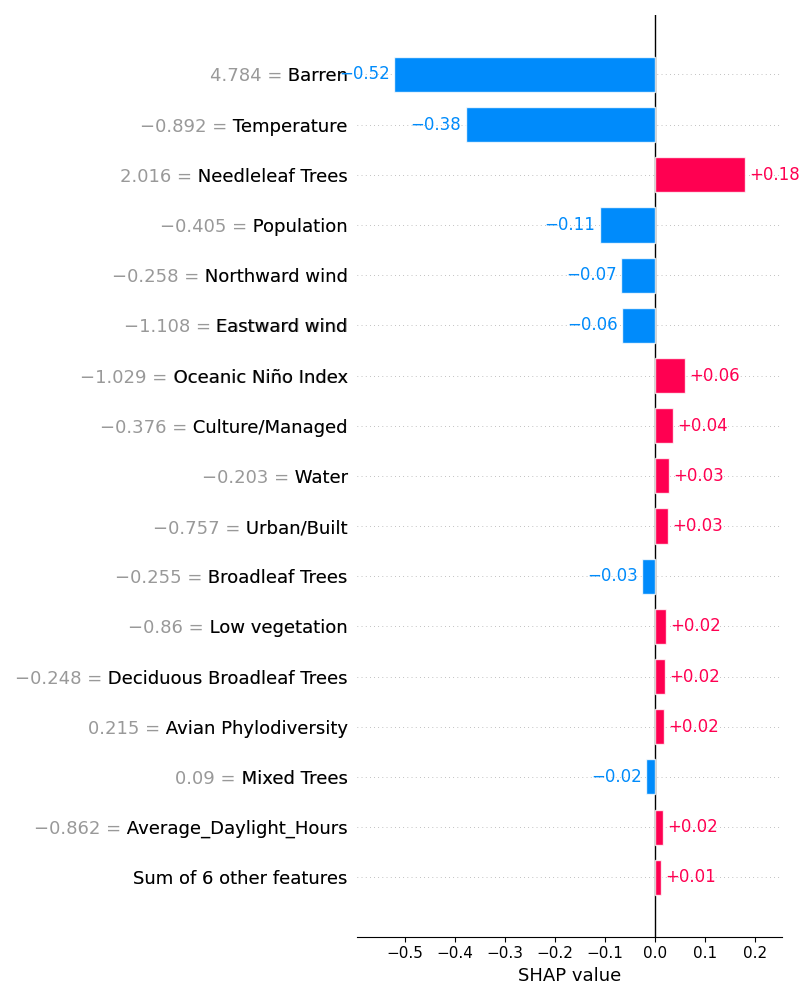 4.784 = Barren −0.52
−0.892 = Temperature −0.38
2.016 = Needleleaf Trees +0.18
−0.405 = Population −0.11
−0.258 = Northward wind −0.07
−1.108 = Eastward wind −0.06
−1.029 = Oceanic Niño Index +0.06
−0.376 = Culture/Managed +0.04
−0.203 = Water +0.03
−0.757 = Urban/Built +0.03
−0.255 = Broadleaf Trees −0.03
−0.86 = Low vegetation +0.02
−0.248 = Deciduous Broadleaf Trees +0.02
0.215 = Avian Phylodiversity +0.02
0.09 = Mixed Trees −0.02
−0.862 = Average_Daylight_Hours +0.02
Sum of 6 other features +0.01
−0.5 −0.4 −0.3 −0.2 −0.1 0.0 0.1 0.2
SHAP value